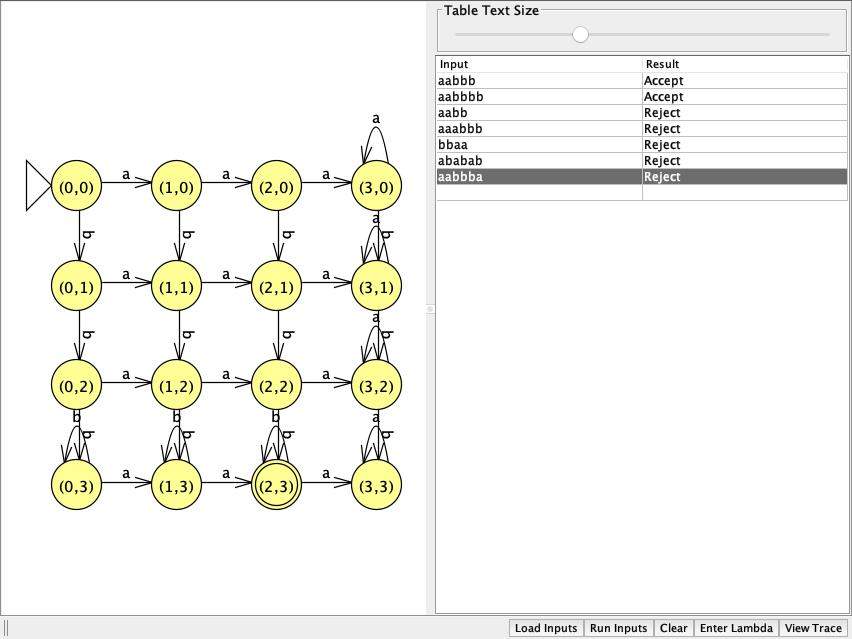 Table Text Size
Input Result
aabbb Accept
aabbbb Accept
aabb Reject
aaabbb Reject
bbaa Reject
ababab Reject
aabbba Reject
a
(0,0) a (1,0) a (2,0) a (3,0)
a
b b b b
(0,1) a (1,1) a (2,1) a (3,1)
a
b b b b
(0,2) a (1,2) a (2,2) a (3,2)
b b b a
b b b b
(0,3) a (1,3) a (2,3) a (3,3)
Load Inputs Run Inputs Clear Enter Lambda View Trace